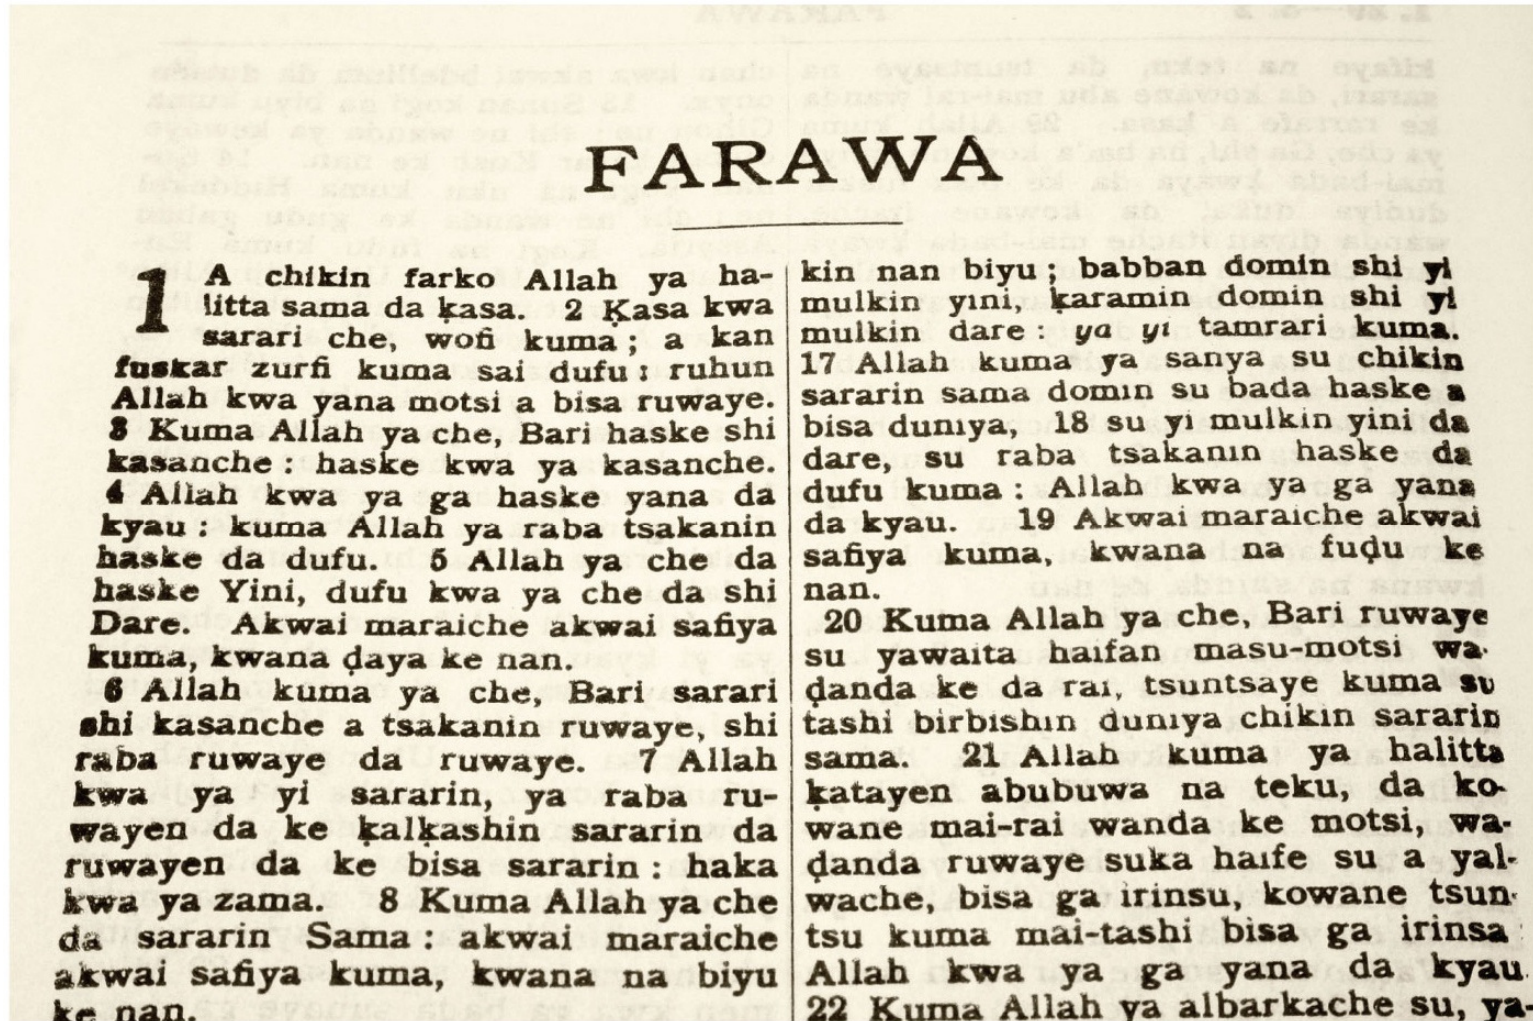 FARAWA
1 A chikin farko Allah ya ha-
litta sama da ḳasa. 2 Ḳasa kwa
sarari che, wofi kuma; a kan
fuskar zurfi kuma sai dufu: ruhun
Allah kwa yana motsi a bisa ruwaye.
3 Kuma Allah ya che, Bari haske shi
kasanche: haske kwa ya kasanche.
4 Allah kwa ya ga haske yana da
kyau: kuma Allah ya raba tsakanin
haske da dufu. 5 Allah ya che da
haske Yini, dufu kwa ya che da shi
Dare. Akwai maraiche akwai safiya
kuma, kwana ḍaya ke nan.
6 Allah kuma ya che, Bari sarari
shi kasanche a tsakanin ruwaye, shi
raba ruwaye da ruwaye. 7 Allah
kwa ya yi sararin, ya raba ru-
wayen da ke ḳalḳashin sararin da
ruwayen da ke bisa sararin: haka
kwa ya zama. 8 Kuma Allah ya che
da sararin Sama: akwai maraiche
akwai safiya kuma, kwana na biyu
ke nan.
kin nan biyu; babban domin shi yi
mulkin yini, ḳaramin domin shi yi
mulkin dare: ya yi tamrari kuma.
17 Allah kuma ya sanya su chikin
sararin sama domin su bada haske a
bisa duniya, 18 su yi mulkin yini da
dare, su raba tsakanin haske da
dufu kuma: Allah kwa ya ga yana
da kyau. 19 Akwai maraiche akwai
safiya kuma, kwana na fuḍu ke
nan.
20 Kuma Allah ya che, Bari ruwaye
su yawaita haifan masu-motsi wa-
ḍanda ke da rai, tsuntsaye kuma su
tashi birbishin duniya chikin sararin
sama. 21 Allah kuma ya halitta
ḳatayen abubuwa na teku, da ko-
wane mai-rai wanda ke motsi, wa-
ḍanda ruwaye suka haife su a yal-
wache, bisa ga irinsu, kowane tsun-
tsu kuma mai-tashi bisa ga irinsa:
Allah kwa ya ga yana da kyau.
22 Kuma Allah ya albarkache su, ya-